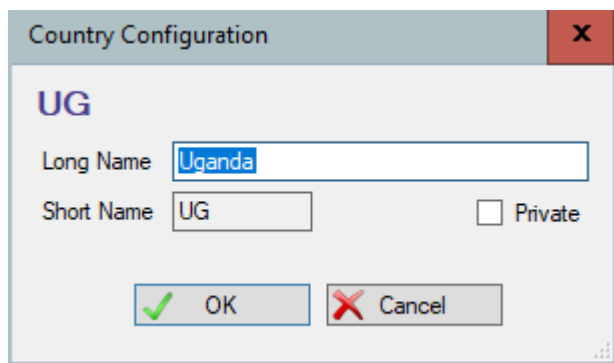 Country Configuration x
UG
Long Name Uganda
Short Name UG Private
OK Cancel